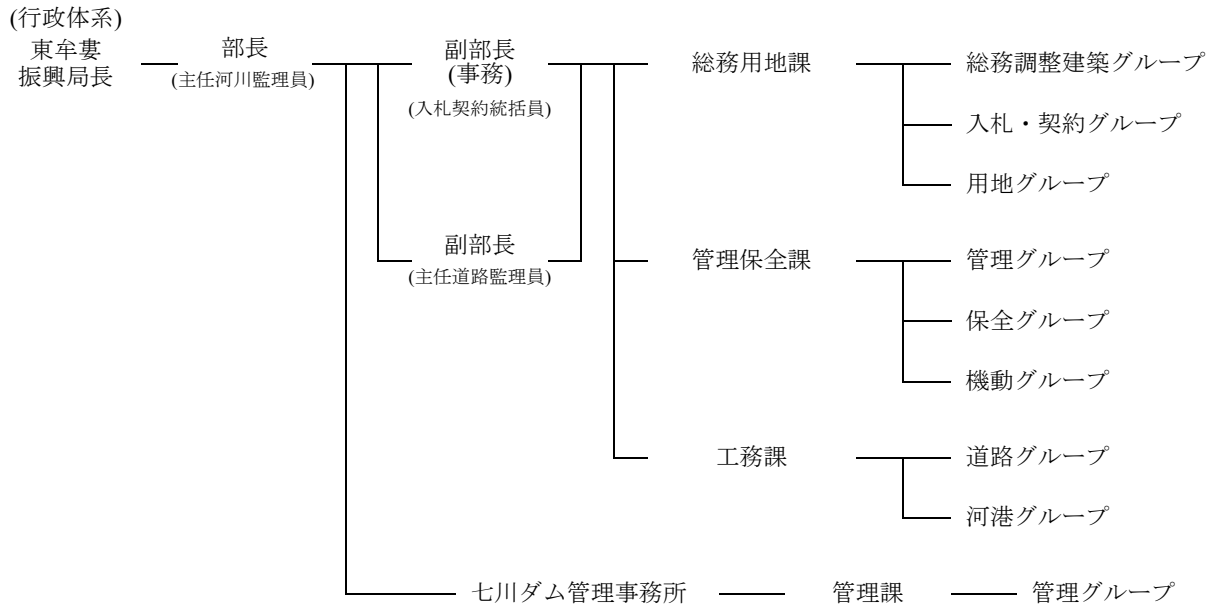 (行政体系)
東牟婁
振興局長
部長
(主任河川監理員)
副部長
(事務)
(入札契約統括員)
総務用地課
総務調整建築グループ
入札・契約グループ
用地グループ
副部長
(主任道路監理員)
管理保全課
管理グループ
保全グループ
機動グループ
工務課
道路グループ
河港グループ
七川ダム管理事務所
管理課
管理グループ